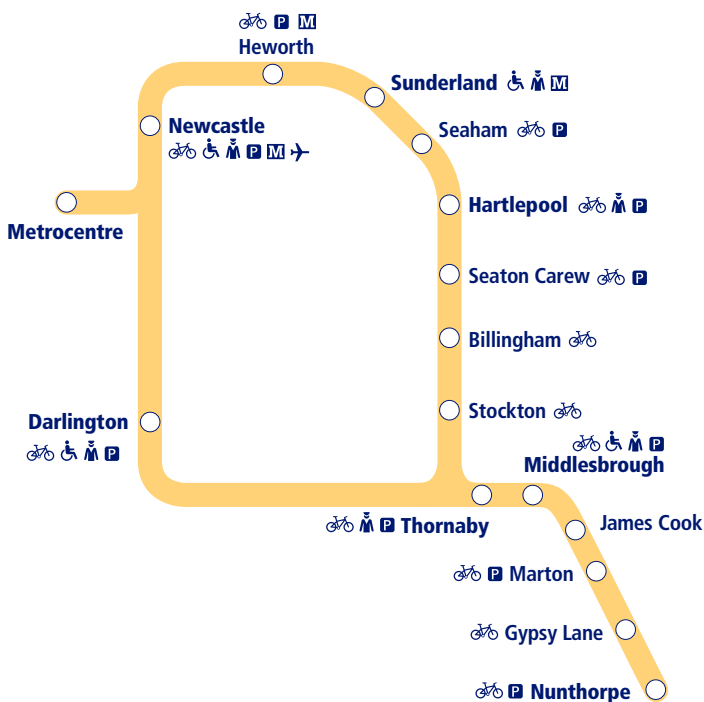 P M
Heworth
Sunderland M
Newcastle
P M
Seaham P
Metrocentre
Hartlepool P
Seaton Carew P
Billingham
Darlington
P
Stockton
P
Middlesbrough
P Thornaby
James Cook
P Marton
Gypsy Lane
P Nunthorpe